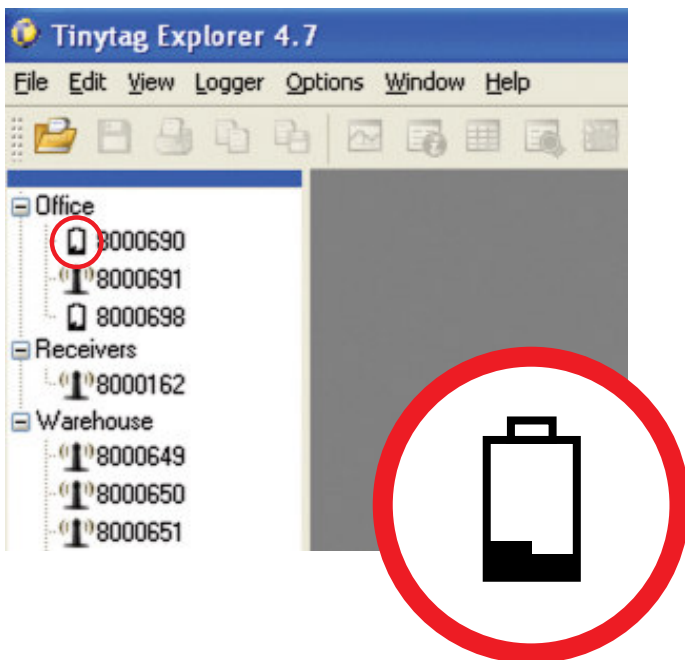 Tinytag Explorer 4.7
File Edit View Logger Options Window Help
Office
8000690
8000691
8000698
Receivers
8000162
Warehouse
8000649
8000650
8000651